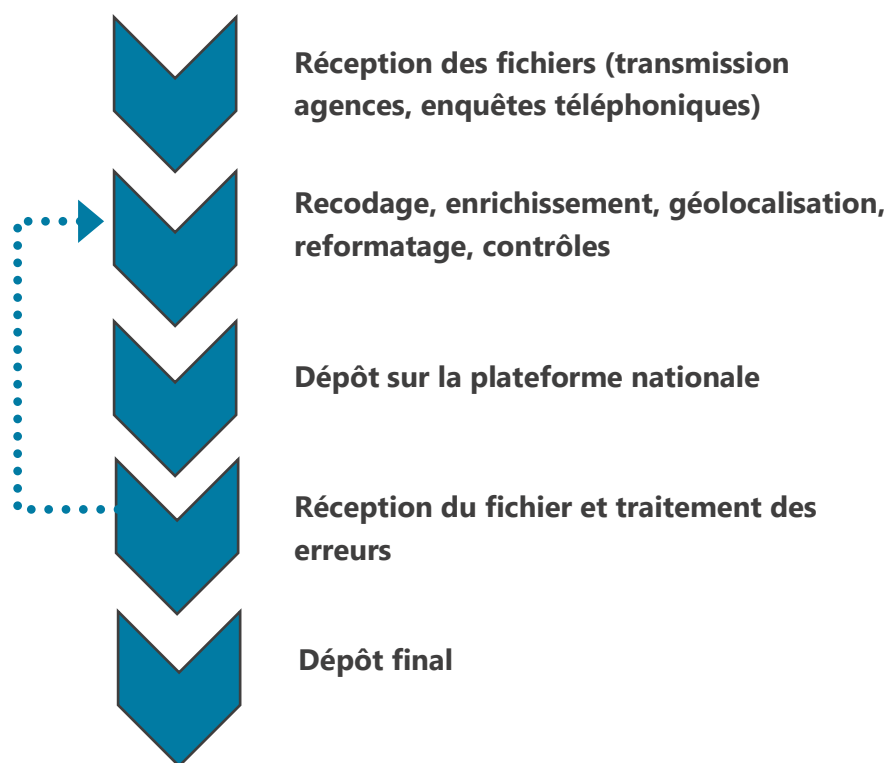 Réception des fichiers (transmission
agences, enquêtes téléphoniques)
Recodage, enrichissement, géolocalisation,
reformatage, contrôles
Dépôt sur la plateforme nationale
Réception du fichier et traitement des
erreurs
Dépôt final